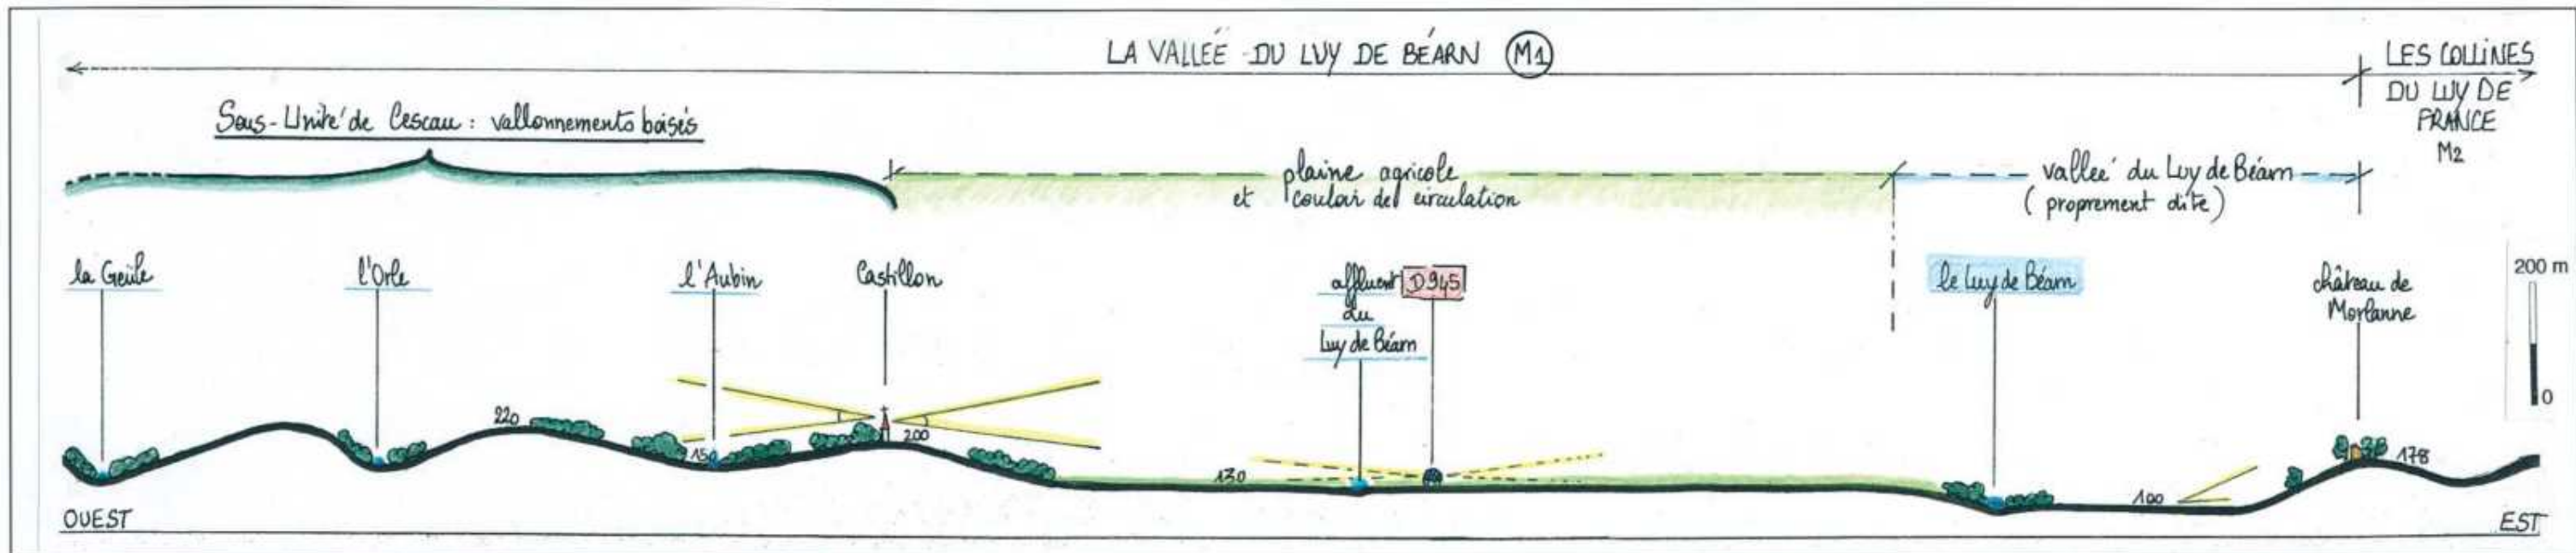 LA VALLÉE DU LUY DE BÉARN M1
LES COLLINES
DU LUY DE
FRANCE
M2
Sous-Unité de Cescau : vallonnements boisés
plaine agricole
et couloir de circulation
vallée du Luy de Béarn
( proprement dite )
la Geüle
l'Orle
l'Aubin
Castillon
affluent
du
Luy de Béarn
D945
le Luy de Béarn
château de
Morlanne
200 m
0
220
150
200
130
100
178
OUEST
EST